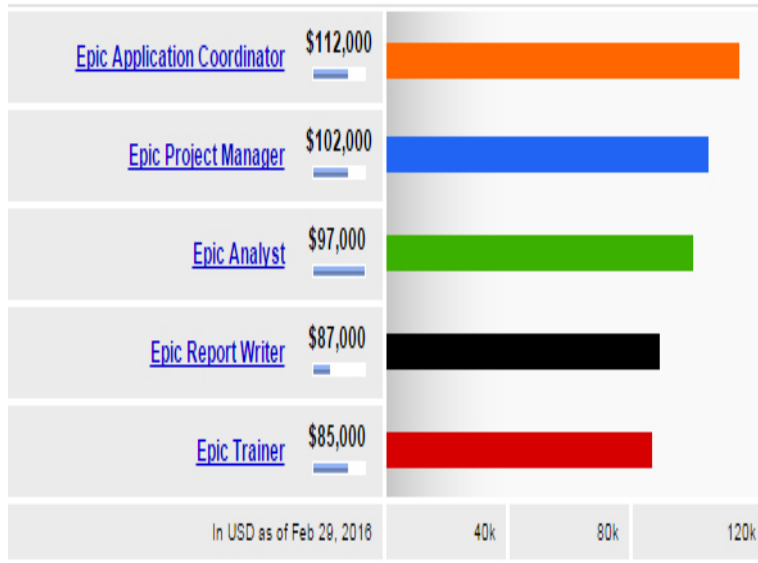 Epic Application Coordinator $112,000
Epic Project Manager $102,000
Epic Analyst $97,000
Epic Report Writer $87,000
Epic Trainer $85,000
In USD as of Feb 29, 2016 40k 80k 120k